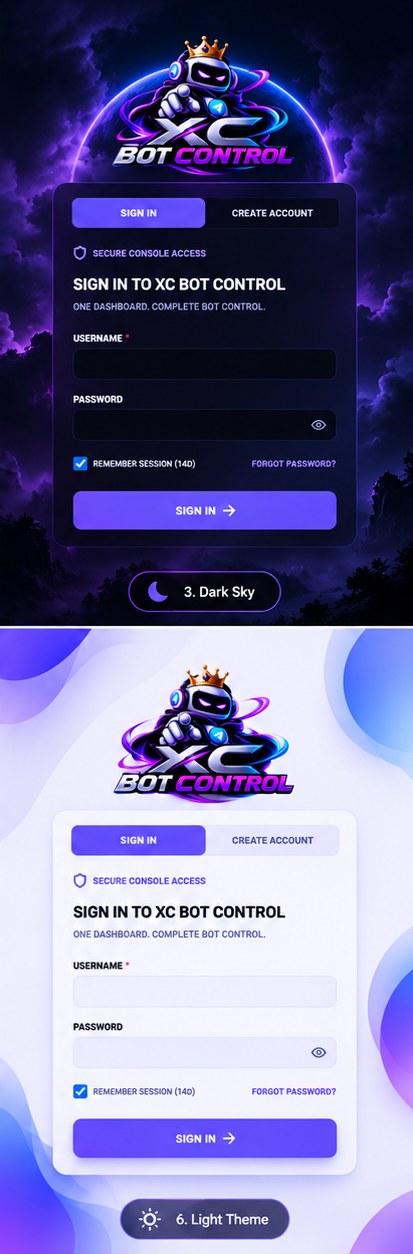 XC
BOT CONTROL
SIGN IN
CREATE ACCOUNT
SECURE CONSOLE ACCESS
SIGN IN TO XC BOT CONTROL
ONE DASHBOARD. COMPLETE BOT CONTROL.
USERNAME *
PASSWORD
REMEMBER SESSION (14D)
FORGOT PASSWORD?
SIGN IN →
3. Dark Sky
XC
BOT CONTROL
SIGN IN
CREATE ACCOUNT
SECURE CONSOLE ACCESS
SIGN IN TO XC BOT CONTROL
ONE DASHBOARD. COMPLETE BOT CONTROL.
USERNAME *
PASSWORD
REMEMBER SESSION (14D)
FORGOT PASSWORD?
SIGN IN →
6. Light Theme